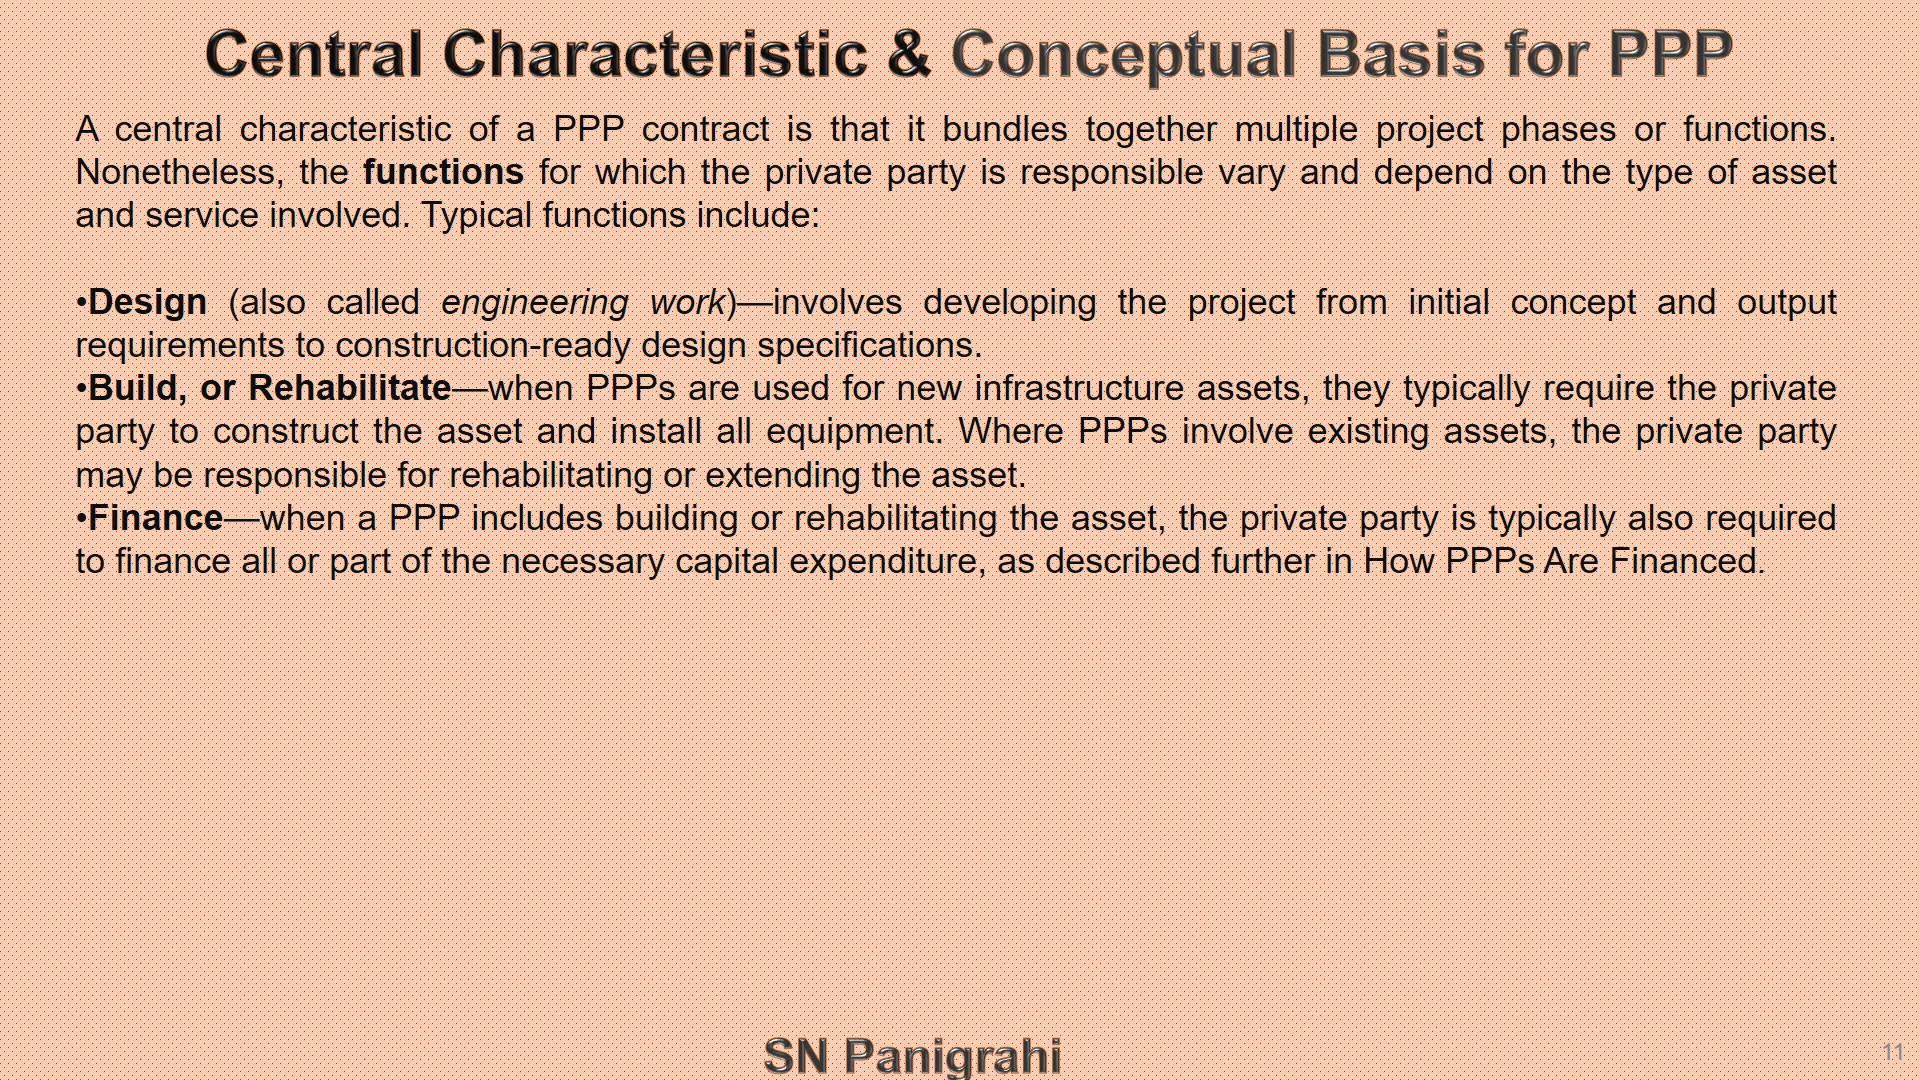 Central Characteristic & Conceptual Basis for PPP
A central characteristic of a PPP contract is that it bundles together multiple project phases or functions.
Nonetheless, the functions for which the private party is responsible vary and depend on the type of asset
and service involved. Typical functions include:
•Design (also called engineering work)—involves developing the project from initial concept and output
requirements to construction-ready design specifications.
•Build, or Rehabilitate—when PPPs are used for new infrastructure assets, they typically require the private
party to construct the asset and install all equipment. Where PPPs involve existing assets, the private party
may be responsible for rehabilitating or extending the asset.
•Finance—when a PPP includes building or rehabilitating the asset, the private party is typically also required
to finance all or part of the necessary capital expenditure, as described further in How PPPs Are Financed.
SN Panigrahi
11